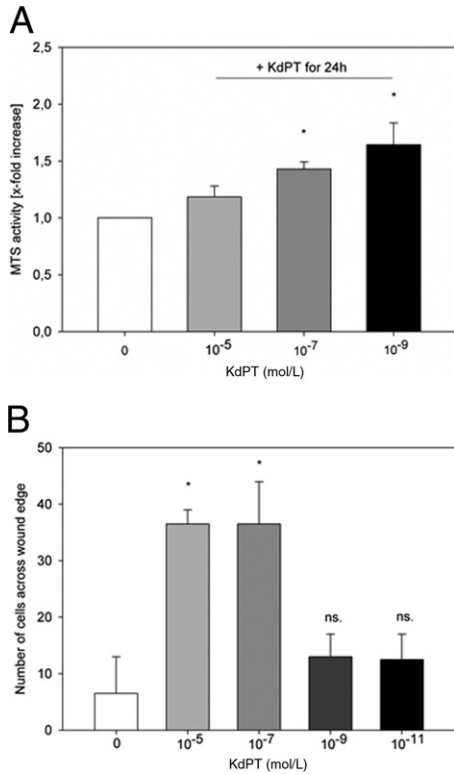 A
2,5
+ KdPT for 24h
2,0
*
*
1,5
1,0
0,5
0,0
MTS activity [x-fold increase]
0 10⁻⁵ 10⁻⁷ 10⁻⁹
KdPT (mol/L)
B
50
*
*
40
30
20
ns. ns.
10
0
Number of cells across wound edge
0 10⁻⁵ 10⁻⁷ 10⁻⁹ 10⁻¹¹
KdPT (mol/L)